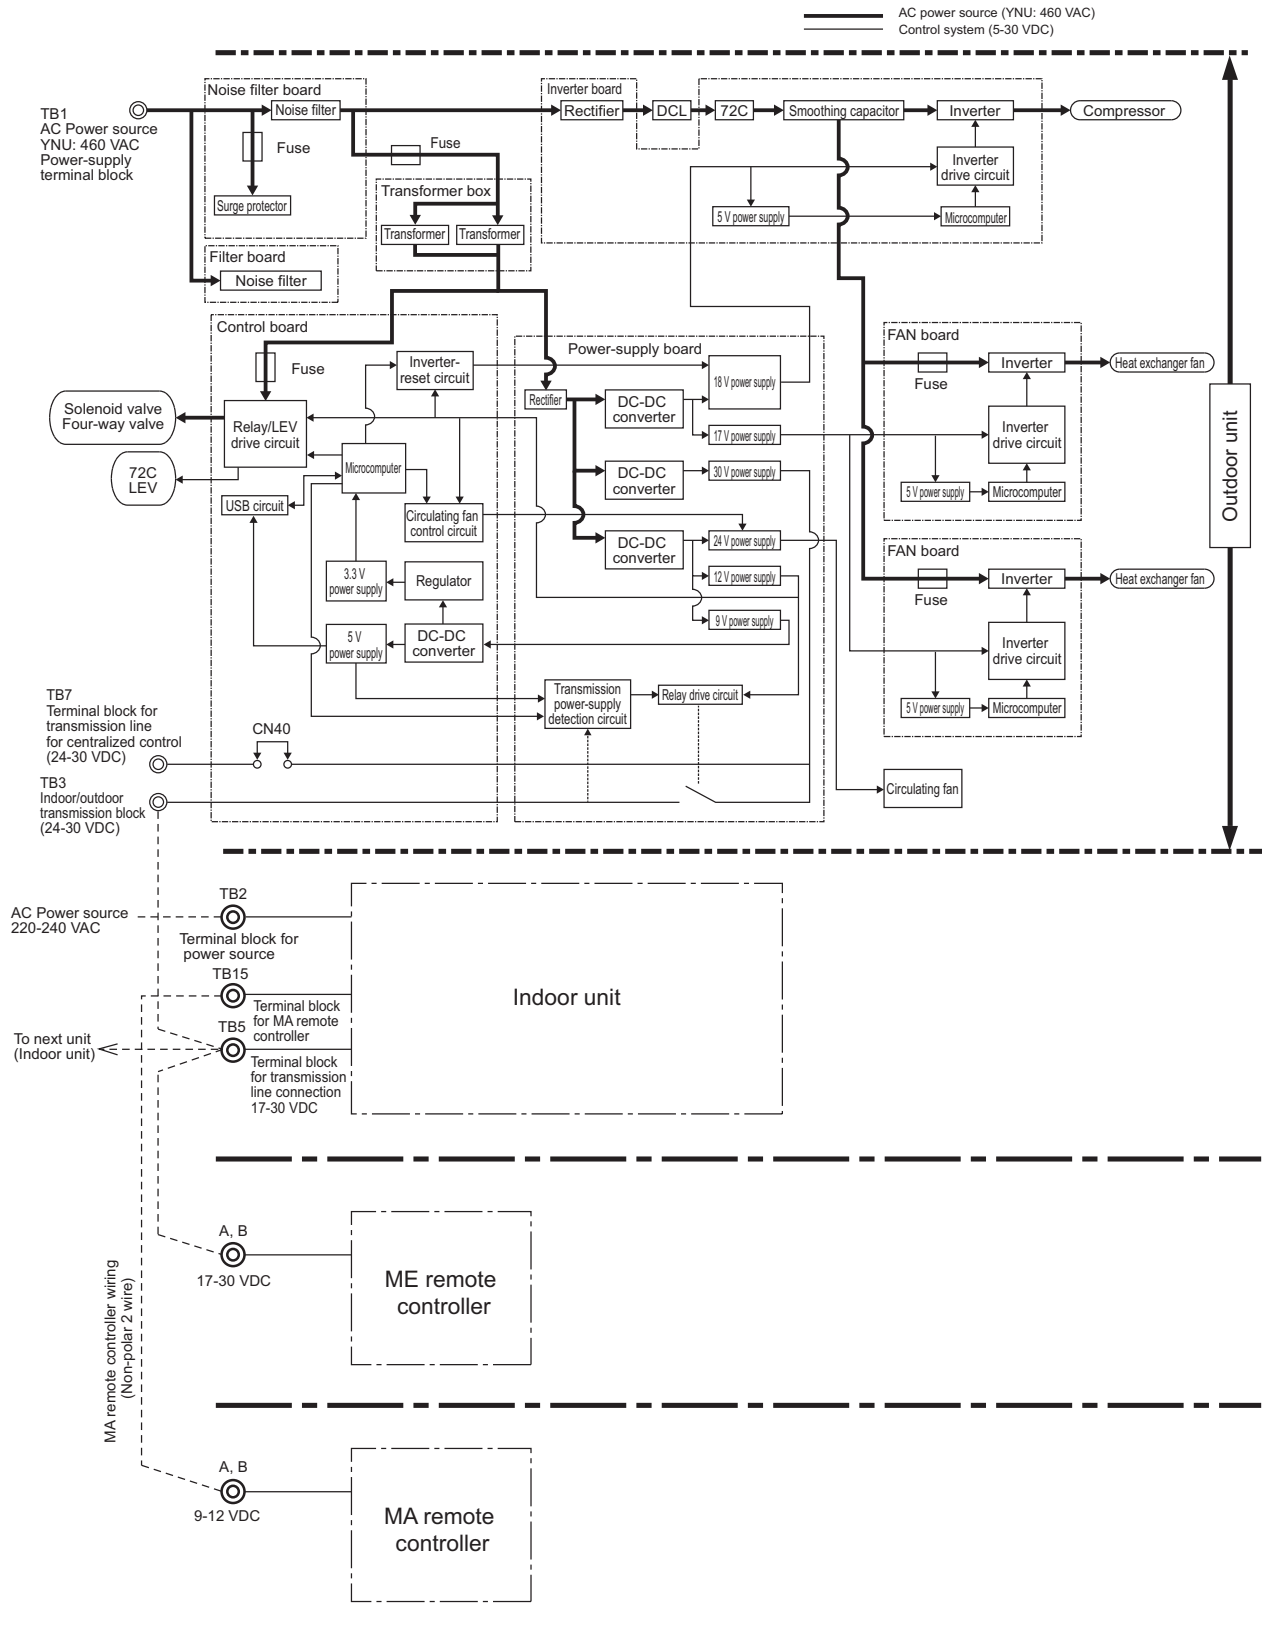 AC power source (YNU: 460 VAC)
Control system (5-30 VDC)
TB1
AC Power source
YNU: 460 VAC
Power-supply
terminal block
Noise filter board
Noise filter
Fuse
Surge protector
Filter board
Noise filter
Fuse
Transformer box
Transformer
Transformer
Inverter board
Rectifier
DCL
72C
Smoothing capacitor
Inverter
Compressor
Inverter
drive circuit
5 V power supply
Microcomputer
Control board
Fuse
Inverter-
reset circuit
Solenoid valve
Four-way valve
Relay/LEV
drive circuit
72C
LEV
Microcomputer
USB circuit
Circulating fan
control circuit
3.3 V
power supply
Regulator
5 V
power supply
DC-DC
converter
Power-supply board
Rectifier
DC-DC
converter
18 V power supply
17 V power supply
DC-DC
converter
30 V power supply
DC-DC
converter
24 V power supply
12 V power supply
9 V power supply
Transmission
power-supply
detection circuit
Relay drive circuit
FAN board
Fuse
Inverter
Heat exchanger fan
Inverter
drive circuit
5 V power supply
Microcomputer
FAN board
Fuse
Inverter
Heat exchanger fan
Inverter
drive circuit
5 V power supply
Microcomputer
Circulating fan
Outdoor unit
TB7
Terminal block for
transmission line
for centralized control
(24-30 VDC)
CN40
TB3
Indoor/outdoor
transmission block
(24-30 VDC)
AC Power source
220-240 VAC
TB2
Terminal block for
power source
TB15
Terminal block
for MA remote
controller
To next unit
(Indoor unit)
TB5
Terminal block
for transmission
line connection
17-30 VDC
Indoor unit
A, B
17-30 VDC
ME remote
controller
MA remote controller wiring
(Non-polar 2 wire)
A, B
9-12 VDC
MA remote
controller